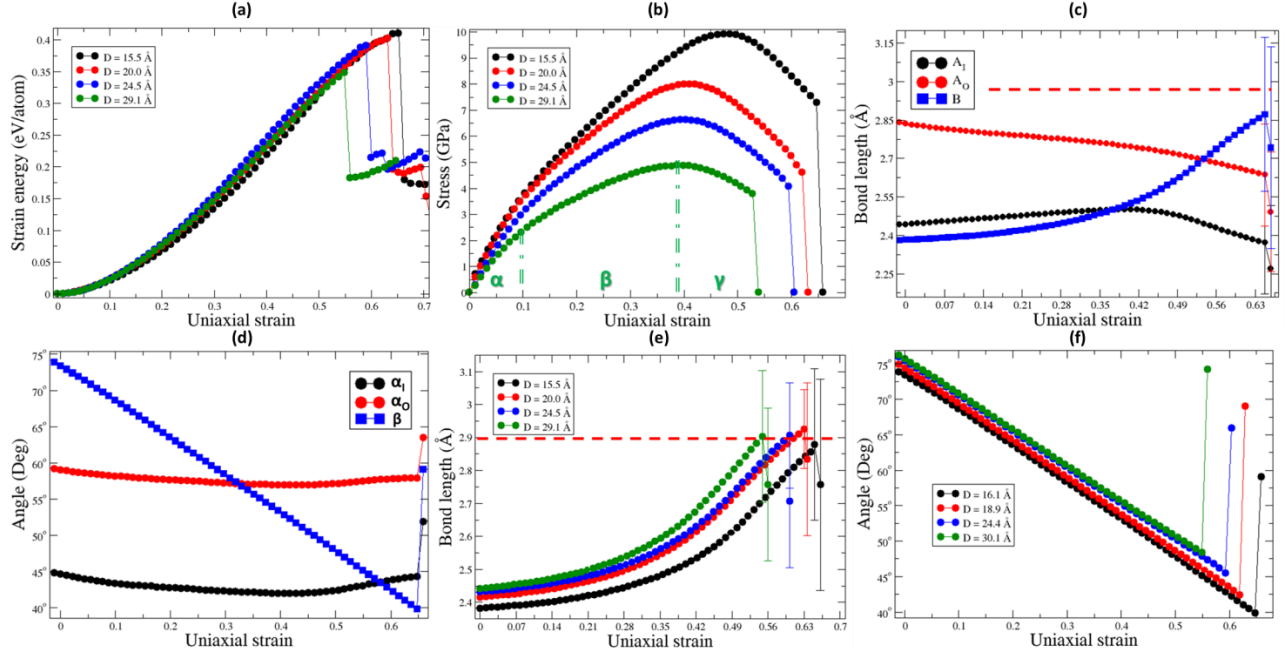 (a)
Strain energy (eV/atom)
0.4
0.35
0.3
0.25
0.2
0.15
0.1
0.05
0
D = 15.5 Å
D = 20.0 Å
D = 24.5 Å
D = 29.1 Å
0 0.1 0.2 0.3 0.4 0.5 0.6 0.7
Uniaxial strain
(b)
Stress (GPa)
10
9
8
7
6
5
4
3
2
1
0
D = 15.5 Å
D = 20.0 Å
D = 24.5 Å
D = 29.1 Å
α β γ
0 0.1 0.2 0.3 0.4 0.5 0.6
Uniaxial strain
(c)
Bond length (Å)
3.15
3
2.85
2.7
2.55
2.4
2.25
A_I
A_O
B
0 0.07 0.14 0.21 0.28 0.36 0.42 0.49 0.56 0.63
Uniaxial strain
(d)
Angle (Deg)
75°
70°
65°
60°
55°
50°
45°
40°
α_I
α_O
β
0 0.1 0.2 0.3 0.4 0.5 0.6
Uniaxial strain
(e)
Bond length (Å)
3.1
3
2.9
2.8
2.7
2.6
2.5
2.4
D = 15.5 Å
D = 20.0 Å
D = 24.5 Å
D = 29.1 Å
0 0.07 0.14 0.21 0.28 0.35 0.42 0.49 0.56 0.63 0.7
Uniaxial strain
(f)
Angle (Deg)
75°
70°
65°
60°
55°
50°
45°
40°
D = 16.1 Å
D = 18.9 Å
D = 24.4 Å
D = 30.1 Å
0 0.1 0.2 0.3 0.4 0.5 0.6
Uniaxial strain